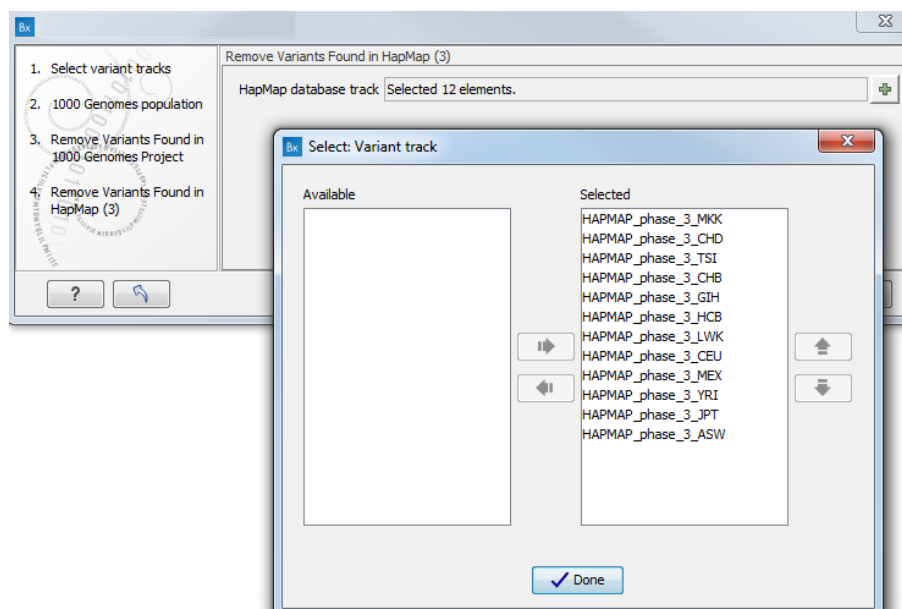 Bx
1. Select variant tracks
2. 1000 Genomes population
3. Remove Variants Found in
1000 Genomes Project
4. Remove Variants Found in
HapMap (3)
?
Remove Variants Found in HapMap (3)
HapMap database track Selected 12 elements.
Bx Select: Variant track
Available
Selected
HAPMAP_phase_3_MKK
HAPMAP_phase_3_CHD
HAPMAP_phase_3_TSI
HAPMAP_phase_3_CHB
HAPMAP_phase_3_GIH
HAPMAP_phase_3_HCB
HAPMAP_phase_3_LWK
HAPMAP_phase_3_CEU
HAPMAP_phase_3_MEX
HAPMAP_phase_3_YRI
HAPMAP_phase_3_JPT
HAPMAP_phase_3_ASW
Done